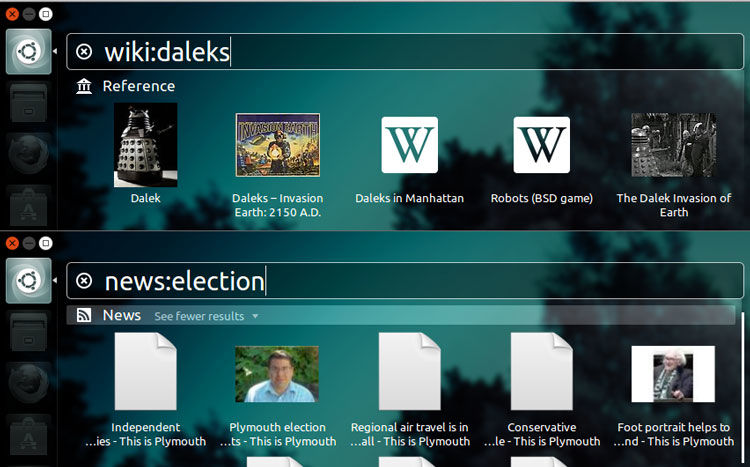 wiki:daleks
Reference
INVASION EARTH
Dalek
Daleks – Invasion
Earth: 2150 A.D.
Daleks in Manhattan
Robots (BSD game)
The Dalek Invasion of
Earth
news:election
News See fewer results
Independent
…ies - This is Plymouth
Plymouth election
…ts - This is Plymouth
Regional air travel is in
…all - This is Plymouth
Conservative
…le - This is Plymouth
Foot portrait helps to
…nd - This is Plymouth